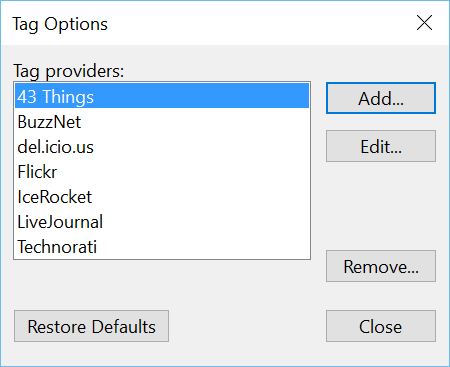 Tag Options
Tag providers:
43 Things
BuzzNet
del.icio.us
Flickr
IceRocket
LiveJournal
Technorati
Add...
Edit...
Remove...
Restore Defaults
Close